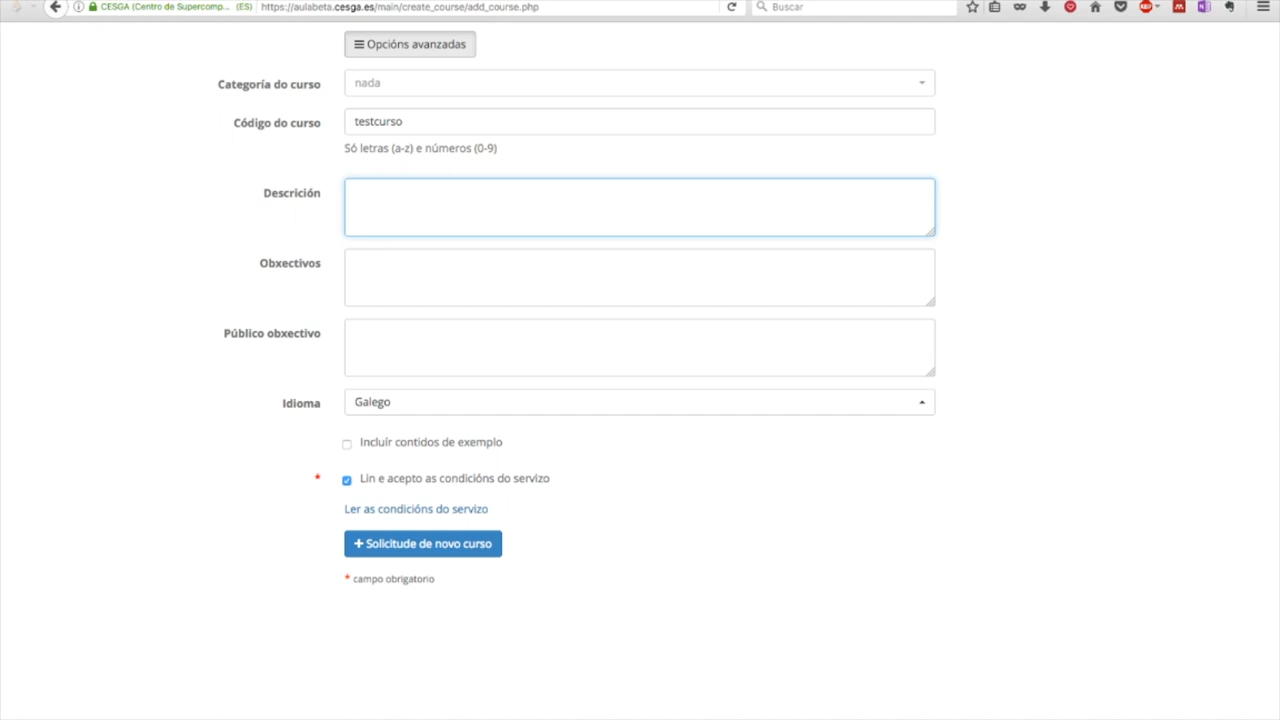 CESGA (Centro de Supercomp... (ES) https://aulabeta.cesga.es/main/create_course/add_course.php Buscar
Opcións avanzadas
Categoría do curso nada
Código do curso testcurso
Só letras (a-z) e números (0-9)
Descrición
Obxectivos
Público obxectivo
Idioma Galego
Incluír contidos de exemplo
* Lin e acepto as condicións do servizo
Ler as condicións do servizo
+ Solicitude de novo curso
* campo obrigatorio